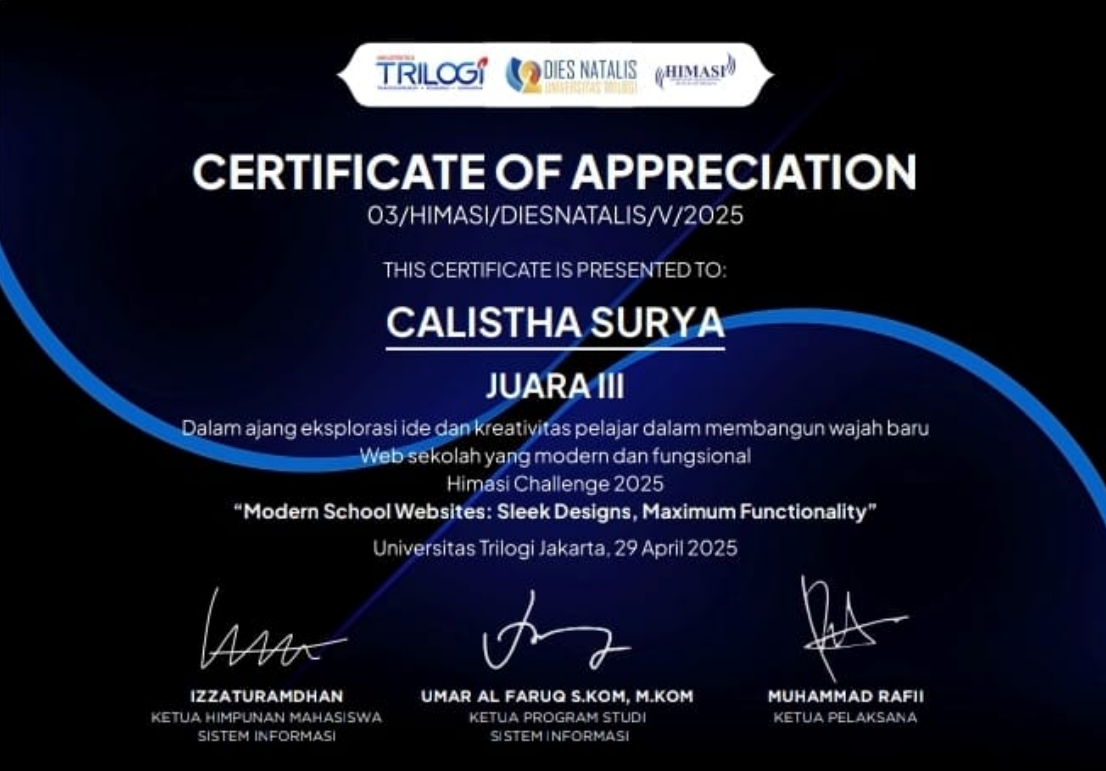 UNIVERSITAS
TRILOGI
DIES NATALIS
UNIVERSITAS TRILOGI
HIMASI
CERTIFICATE OF APPRECIATION
03/HIMASI/DIESNATALIS/V/2025
THIS CERTIFICATE IS PRESENTED TO:
CALISTHA SURYA
JUARA III
Dalam ajang eksplorasi ide dan kreativitas pelajar dalam membangun wajah baru
Web sekolah yang modern dan fungsional
Himasi Challenge 2025
“Modern School Websites: Sleek Designs, Maximum Functionality”
Universitas Trilogi Jakarta, 29 April 2025
IZZATURAMDHAN
KETUA HIMPUNAN MAHASISWA
SISTEM INFORMASI
UMAR AL FARUQ S.KOM, M.KOM
KETUA PROGRAM STUDI
SISTEM INFORMASI
MUHAMMAD RAFII
KETUA PELAKSANA